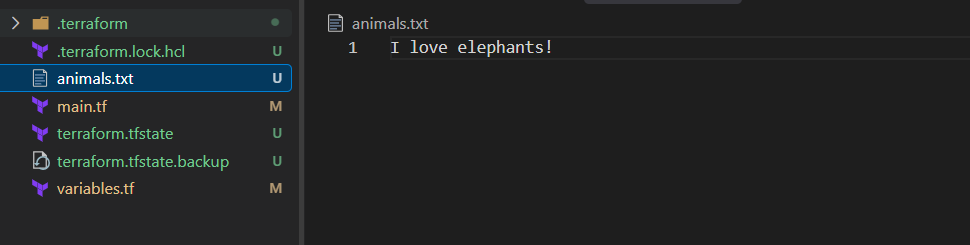 .terraform
.terraform.lock.hcl U
animals.txt U
main.tf M
terraform.tfstate U
terraform.tfstate.backup U
variables.tf M
animals.txt
1 I love elephants!